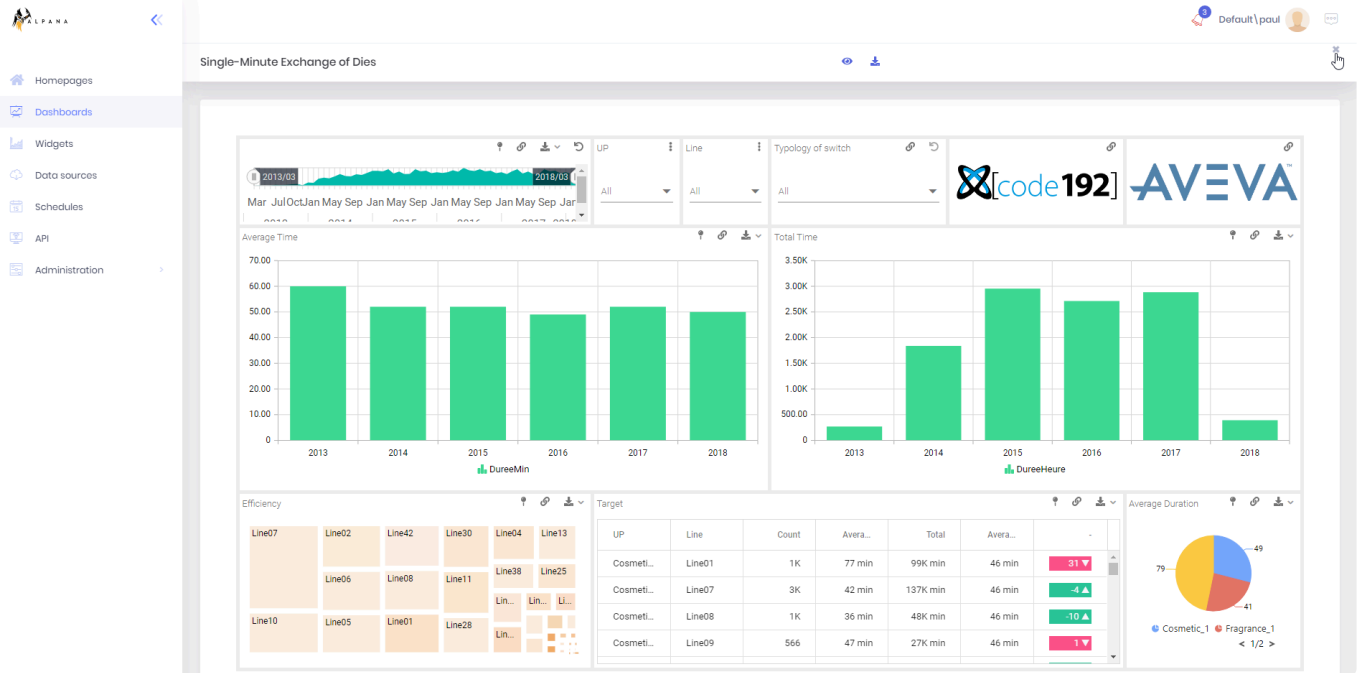 ALPANA
3
Default\paul
Single-Minute Exchange of Dies
Homepages
Dashboards
Widgets
Data sources
Schedules
API
Administration
2013/03
2018/03
Mar Jul Oct Jan May Sep Jan May Sep Jan May Sep Jan May Sep Jan
UP
All
Line
All
Typology of switch
All
[code 192]
AVEVA™
Average Time
70.00
60.00
50.00
40.00
30.00
20.00
10.00
0
2013 2014 2015 2016 2017 2018
DureeMin
Total Time
3.50K
3.00K
2.50K
2.00K
1.50K
1.00K
500.00
0
2013 2014 2015 2016 2017 2018
DureeHeure
Efficiency
Line07 Line02 Line42 Line30 Line04 Line13
Line38 Line25
Line06 Line08 Line11
Lin... Lin... Li...
Line10 Line05 Line01 Line28
Lin...
Target
UP Line Count Avera... Total Avera... -
Cosmeti... Line01 1K 77 min 99K min 46 min 31▼
Cosmeti... Line07 3K 42 min 137K min 46 min -4▲
Cosmeti... Line08 1K 36 min 48K min 46 min -10▲
Cosmeti... Line09 566 47 min 27K min 46 min 1▼
Average Duration
49
79
41
Cosmetic_1 Fragrance_1
< 1/2 >